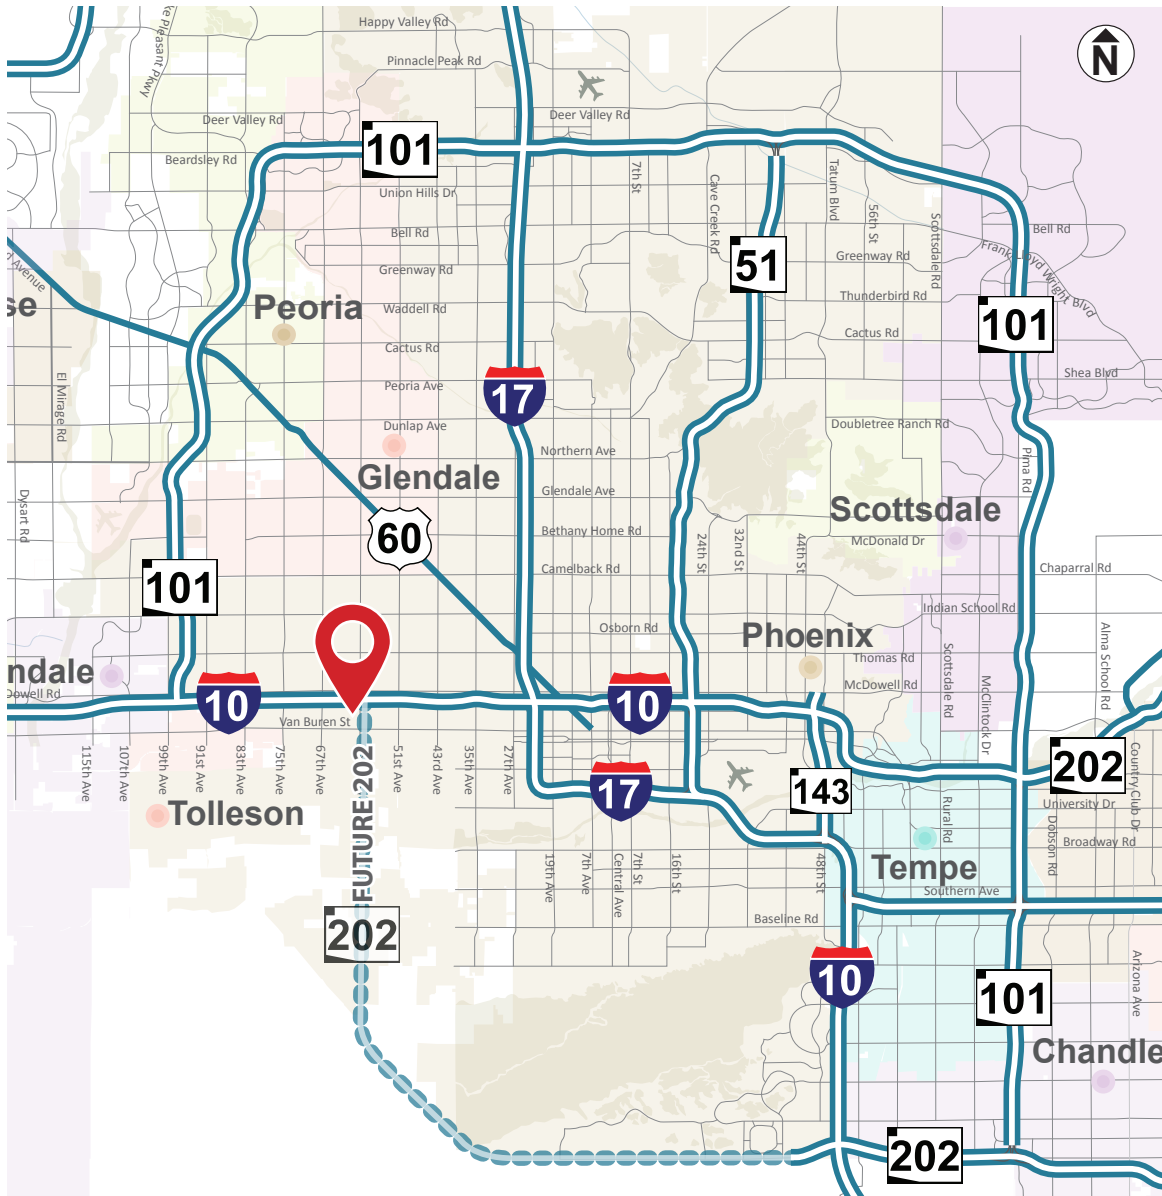 Happy Valley Rd
ke Pleasant Pkwy
Pinnacle Peak Rd
N
Deer Valley Rd
Deer Valley Rd
101
Beardsley Rd
7th St
Cave Creek Rd
Tatum Blvd
Union Hills Dr
56th St
Scottsdale Rd
Bell Rd
Bell Rd
d Avenue
51
Greenway Rd
Greenway Rd
Frank Lloyd Wright Blvd
se
Peoria
Waddell Rd
Thunderbird Rd
101
Cactus Rd
Cactus Rd
El Mirage Rd
Peoria Ave
17
Shea Blvd
Dunlap Ave
Doubletree Ranch Rd
Northern Ave
Pima Rd
Glendale
Glendale Ave
Dysart Rd
Scottsdale
60
Bethany Home Rd
24th St
32nd St
44th St
McDonald Dr
101
Camelback Rd
Chaparral Rd
Indian School Rd
Osborn Rd
Phoenix
Alma School Rd
Thomas Rd
Scottsdale Rd
ndale
McDowell Rd
McClintock Dr
Dowell Rd
10
10
Van Buren St
115th Ave
107th Ave
99th Ave
91st Ave
83th Ave
75th Ave
67th Ave
FUTURE 202
51st Ave
43rd Ave
35th Ave
27th Ave
202
Country Club Dr
17
143
Tolleson
Rural Rd
University Dr
Dobson Rd
Broadway Rd
19th Ave
7th Ave
Central Ave
7th St
16th St
48th St
Tempe
Southern Ave
202
Baseline Rd
10
101
Arizona Ave
Chandle
202